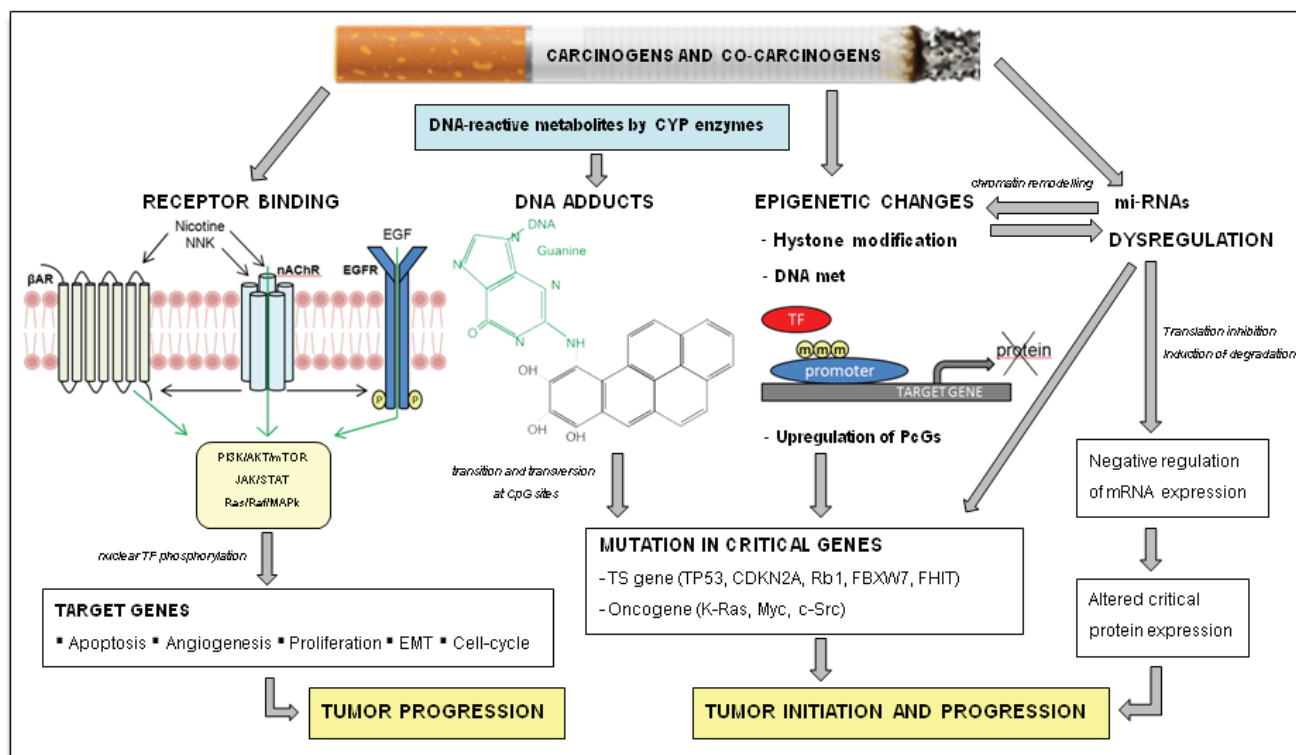 CARCINOGENS AND CO-CARCINOGENS
DNA-reactive metabolites by CYP enzymes
RECEPTOR BINDING
Nicotine
NNK
βAR
nAChR
EGF
EGFR
P
P
PI3K/AKT/mTOR
JAK/STAT
Ras/Raf/MAPk
nuclear TF phosphorylation
TARGET GENES
▪ Apoptosis ▪ Angiogenesis ▪ Proliferation ▪ EMT ▪ Cell-cycle
TUMOR PROGRESSION
DNA ADDUCTS
DNA
Guanine
N
N
N
N
O
NH
OH
HO
OH
OH
transition and transversion
at CpG sites
EPIGENETIC CHANGES
- Hystone modification
- DNA met
TF
m m m
promoter
TARGET GENE
protein
- Upregulation of PcGs
chromatin remodelling
mi-RNAs
DYSREGULATION
Translation inhibition
Induction of degradation
MUTATION IN CRITICAL GENES
- TS gene (TP53, CDKN2A, Rb1, FBXW7, FHIT)
- Oncogene (K-Ras, Myc, c-Src)
Negative regulation
of mRNA expression
Altered critical
protein expression
TUMOR INITIATION AND PROGRESSION